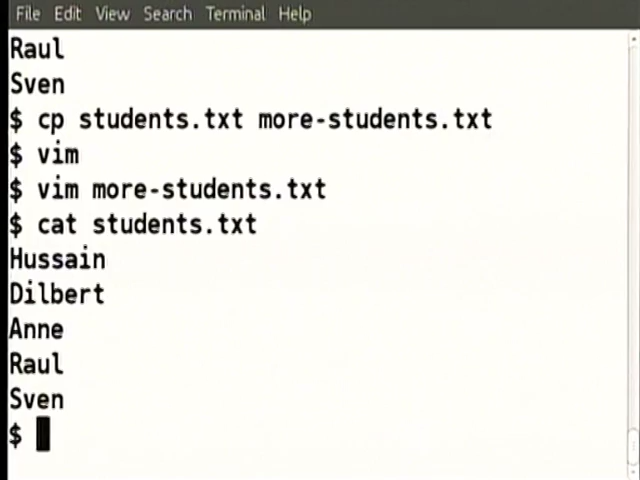 File Edit View Search Terminal Help
Raul
Sven
$ cp students.txt more-students.txt
$ vim
$ vim more-students.txt
$ cat students.txt
Hussain
Dilbert
Anne
Raul
Sven
$